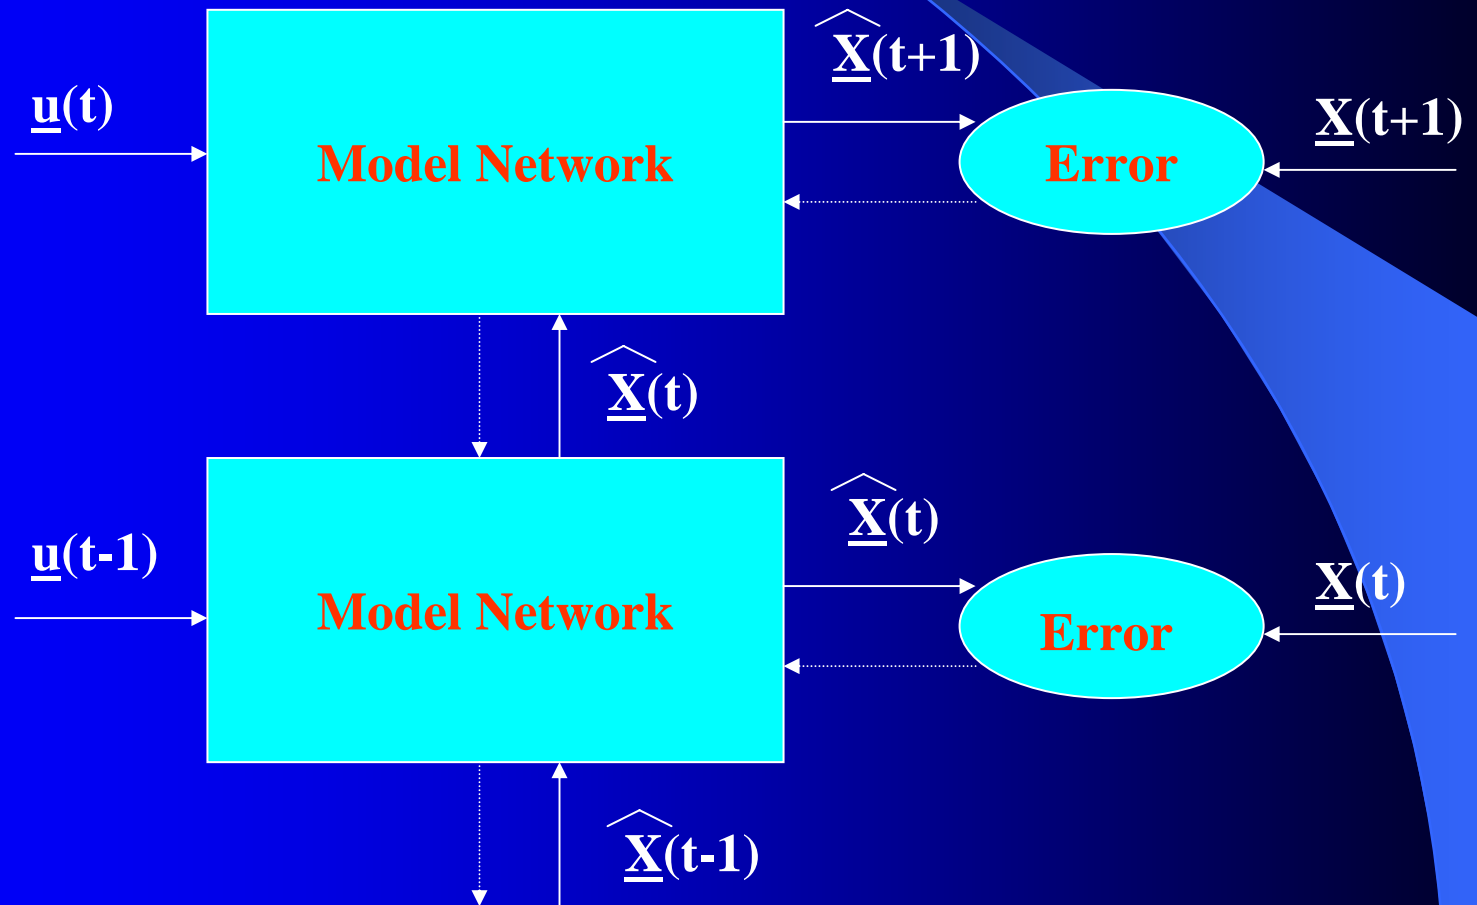 X̂(t+1)
u(t)
X(t+1)
Model Network
Error
X̂(t)
X̂(t)
u(t-1)
X(t)
Model Network
Error
X̂(t-1)